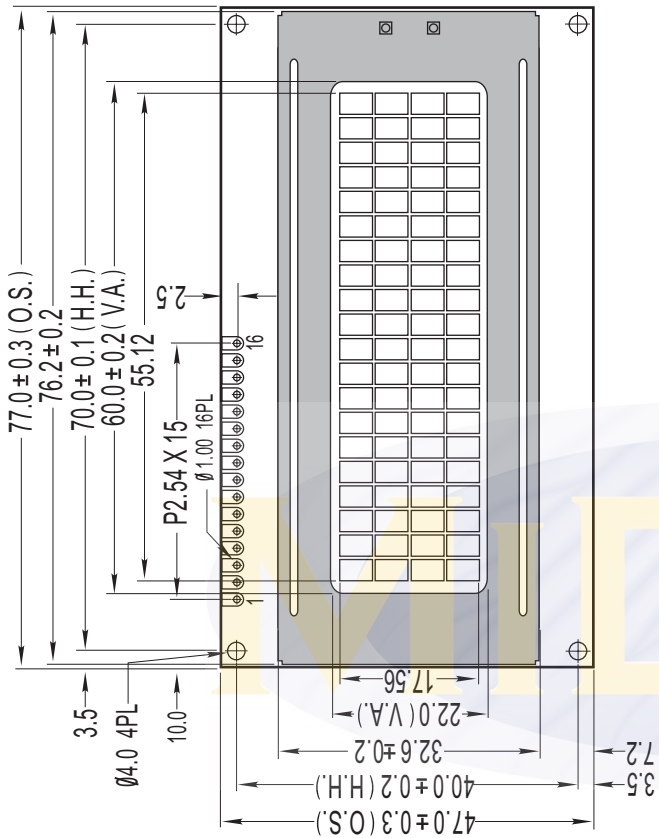 77.0 ± 0.3 (O.S.)
76.2 ± 0.2
70.0 ± 0.1 (H.H.)
60.0 ± 0.2 (V.A.)
55.12
2.5
P2.54 X 15
Ø 1.00 16PL
16
1
3.5
Ø4.0 4PL
10.0
17.56
22.0 (V.A.)
32.6 ±0.2
40.0 ± 0.2 (H.H.)
47.0 ± 0.3 (O.S.)
7.2
3.5